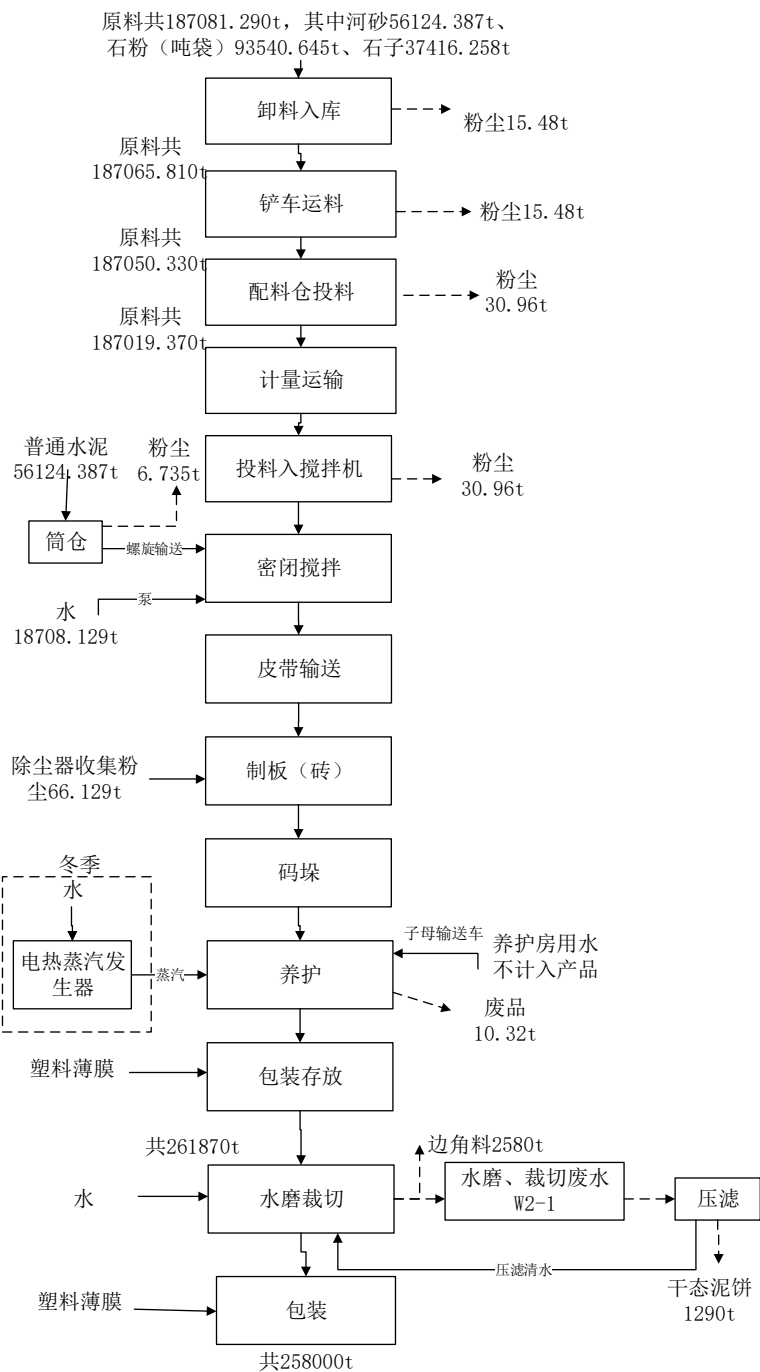 原料共187081.290t，其中河砂56124.387t、
石粉（吨袋）93540.645t、石子37416.258t
卸料入库
粉尘15.48t
原料共
187065.810t
铲车运料
粉尘15.48t
原料共
187050.330t
配料仓投料
粉尘
30.96t
原料共
187019.370t
计量运输
普通水泥
56124.387t
粉尘
6.735t
投料入搅拌机
粉尘
30.96t
筒仓
螺旋输送
密闭搅拌
水
18708.129t
泵
皮带输送
除尘器收集粉
尘66.129t
制板（砖）
码垛
冬季
水
电热蒸汽发
生器
蒸汽
养护
子母输送车
养护房用水
不计入产品
废品
10.32t
塑料薄膜
包装存放
共261870t
边角料2580t
水
水磨裁切
水磨、裁切废水
W2-1
压滤
压滤清水
干态泥饼
1290t
塑料薄膜
包装
共258000t